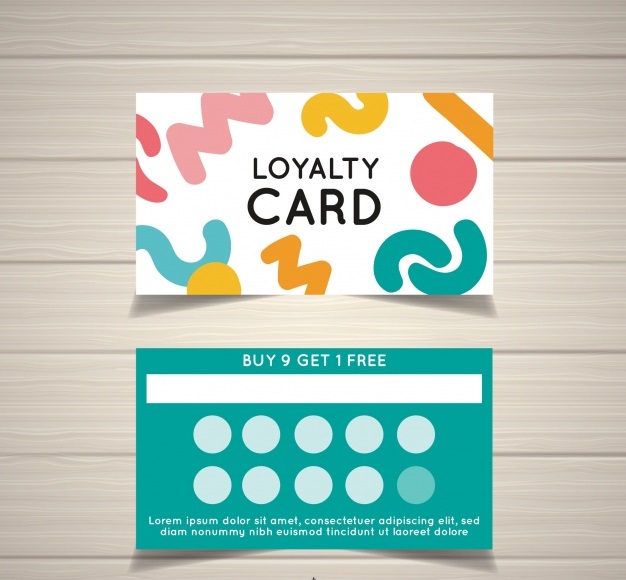 LOYALTY
CARD
BUY 9 GET 1 FREE
Lorem ipsum dolor sit amet, consectetuer adipiscing elit, sed
diam nonummy nibh euismod tincidunt ut laoreet dolore